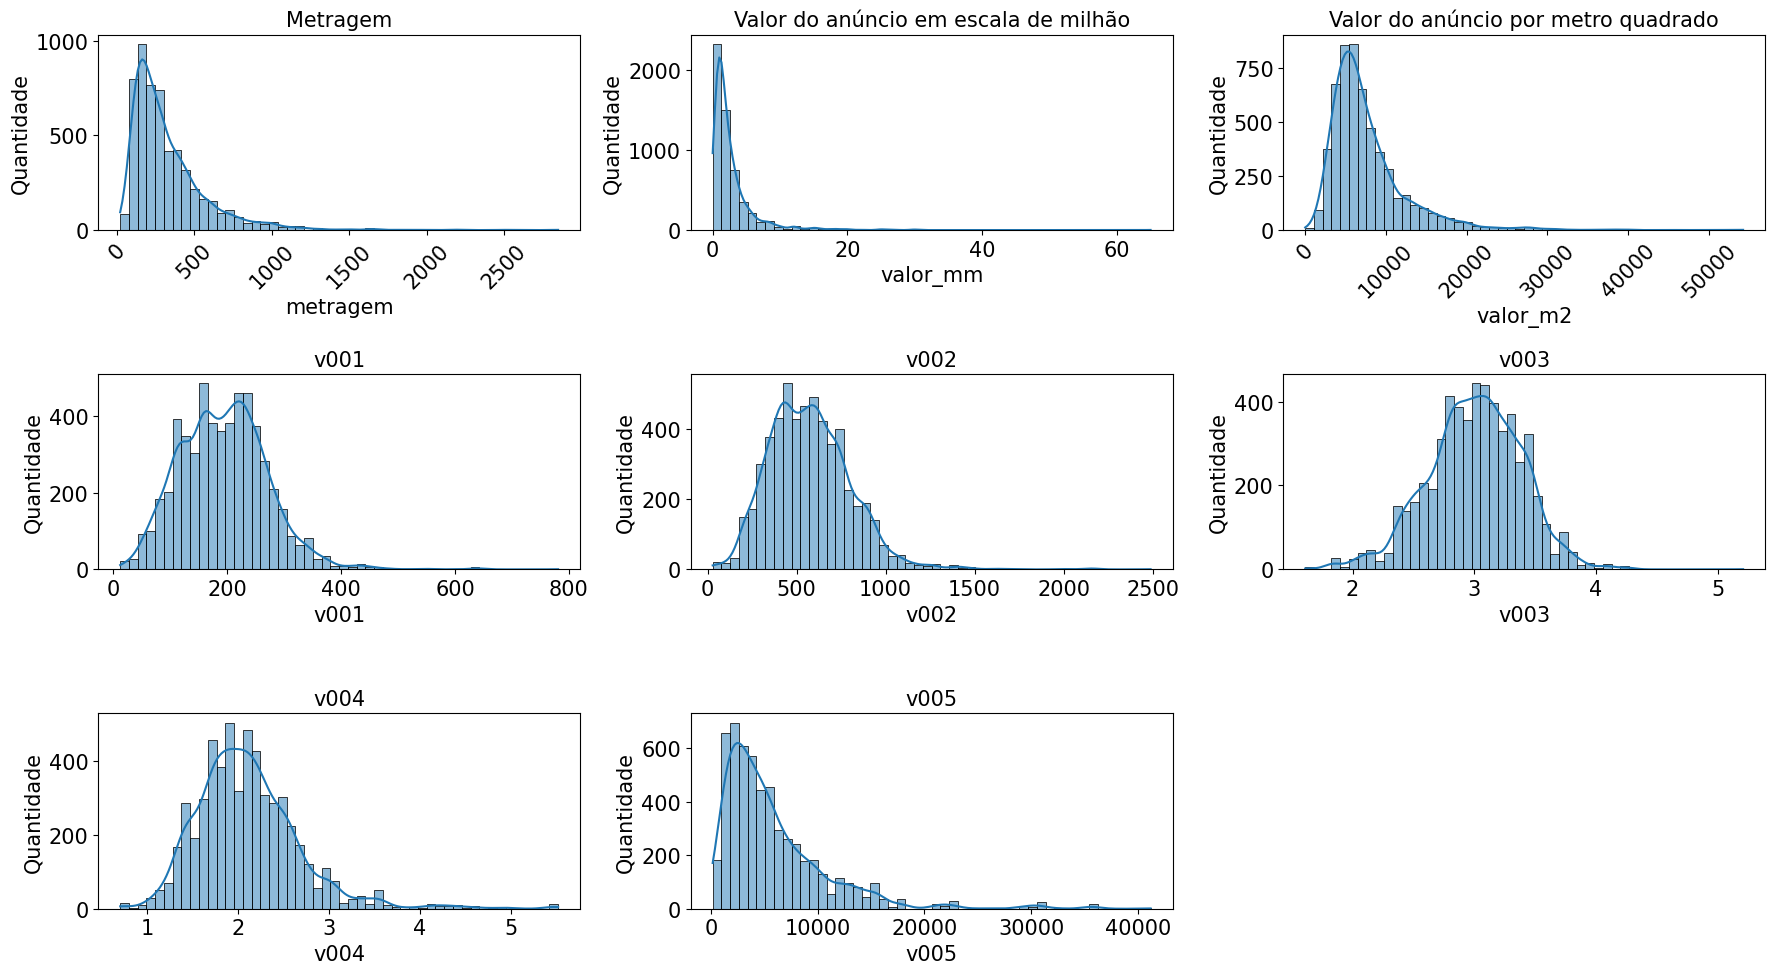 Metragem
Quantidade
1000
500
0
0
500
1000
1500
2000
2500
metragem
Valor do anúncio em escala de milhão
Quantidade
2000
1000
0
0
20
40
60
valor_mm
Valor do anúncio por metro quadrado
Quantidade
750
500
250
0
0
10000
20000
30000
40000
50000
valor_m2
v001
Quantidade
400
200
0
0
200
400
600
800
v001
v002
Quantidade
400
200
0
0
500
1000
1500
2000
2500
v002
v003
Quantidade
400
200
0
2
3
4
5
v003
v004
Quantidade
400
200
0
1
2
3
4
5
v004
v005
Quantidade
600
400
200
0
0
10000
20000
30000
40000
v005